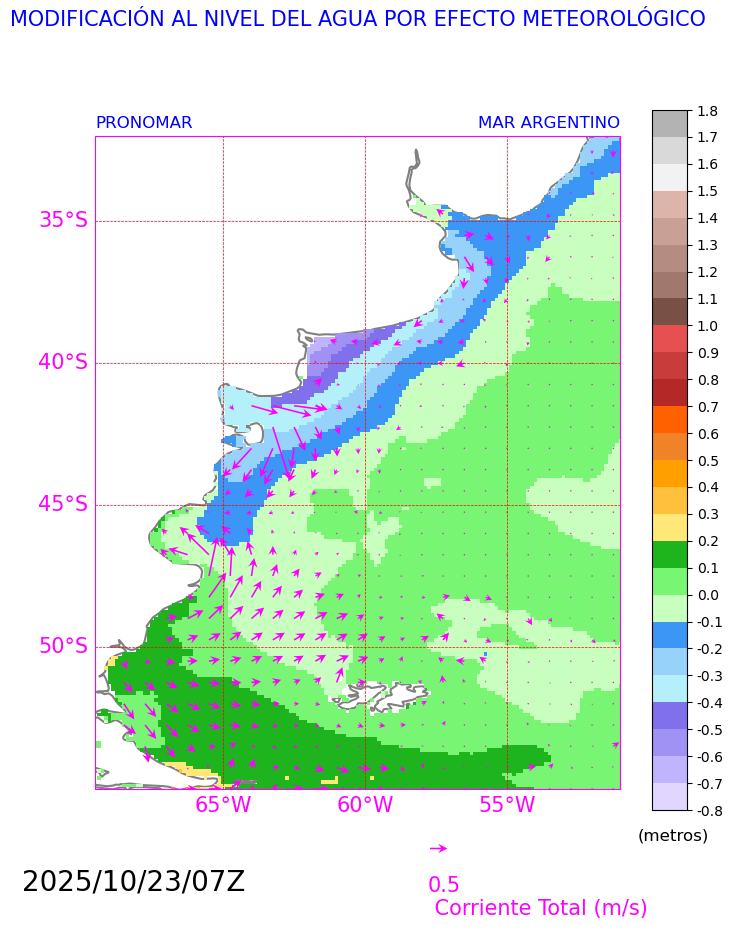 MODIFICACIÓN AL NIVEL DEL AGUA POR EFECTO METEOROLÓGICO
PRONOMAR MAR ARGENTINO
35°S
40°S
45°S
50°S
65°W 60°W 55°W
1.8
1.7
1.6
1.5
1.4
1.3
1.2
1.1
1.0
0.9
0.8
0.7
0.6
0.5
0.4
0.3
0.2
0.1
0.0
-0.1
-0.2
-0.3
-0.4
-0.5
-0.6
-0.7
-0.8
(metros)
2025/10/23/07Z
0.5
Corriente Total (m/s)